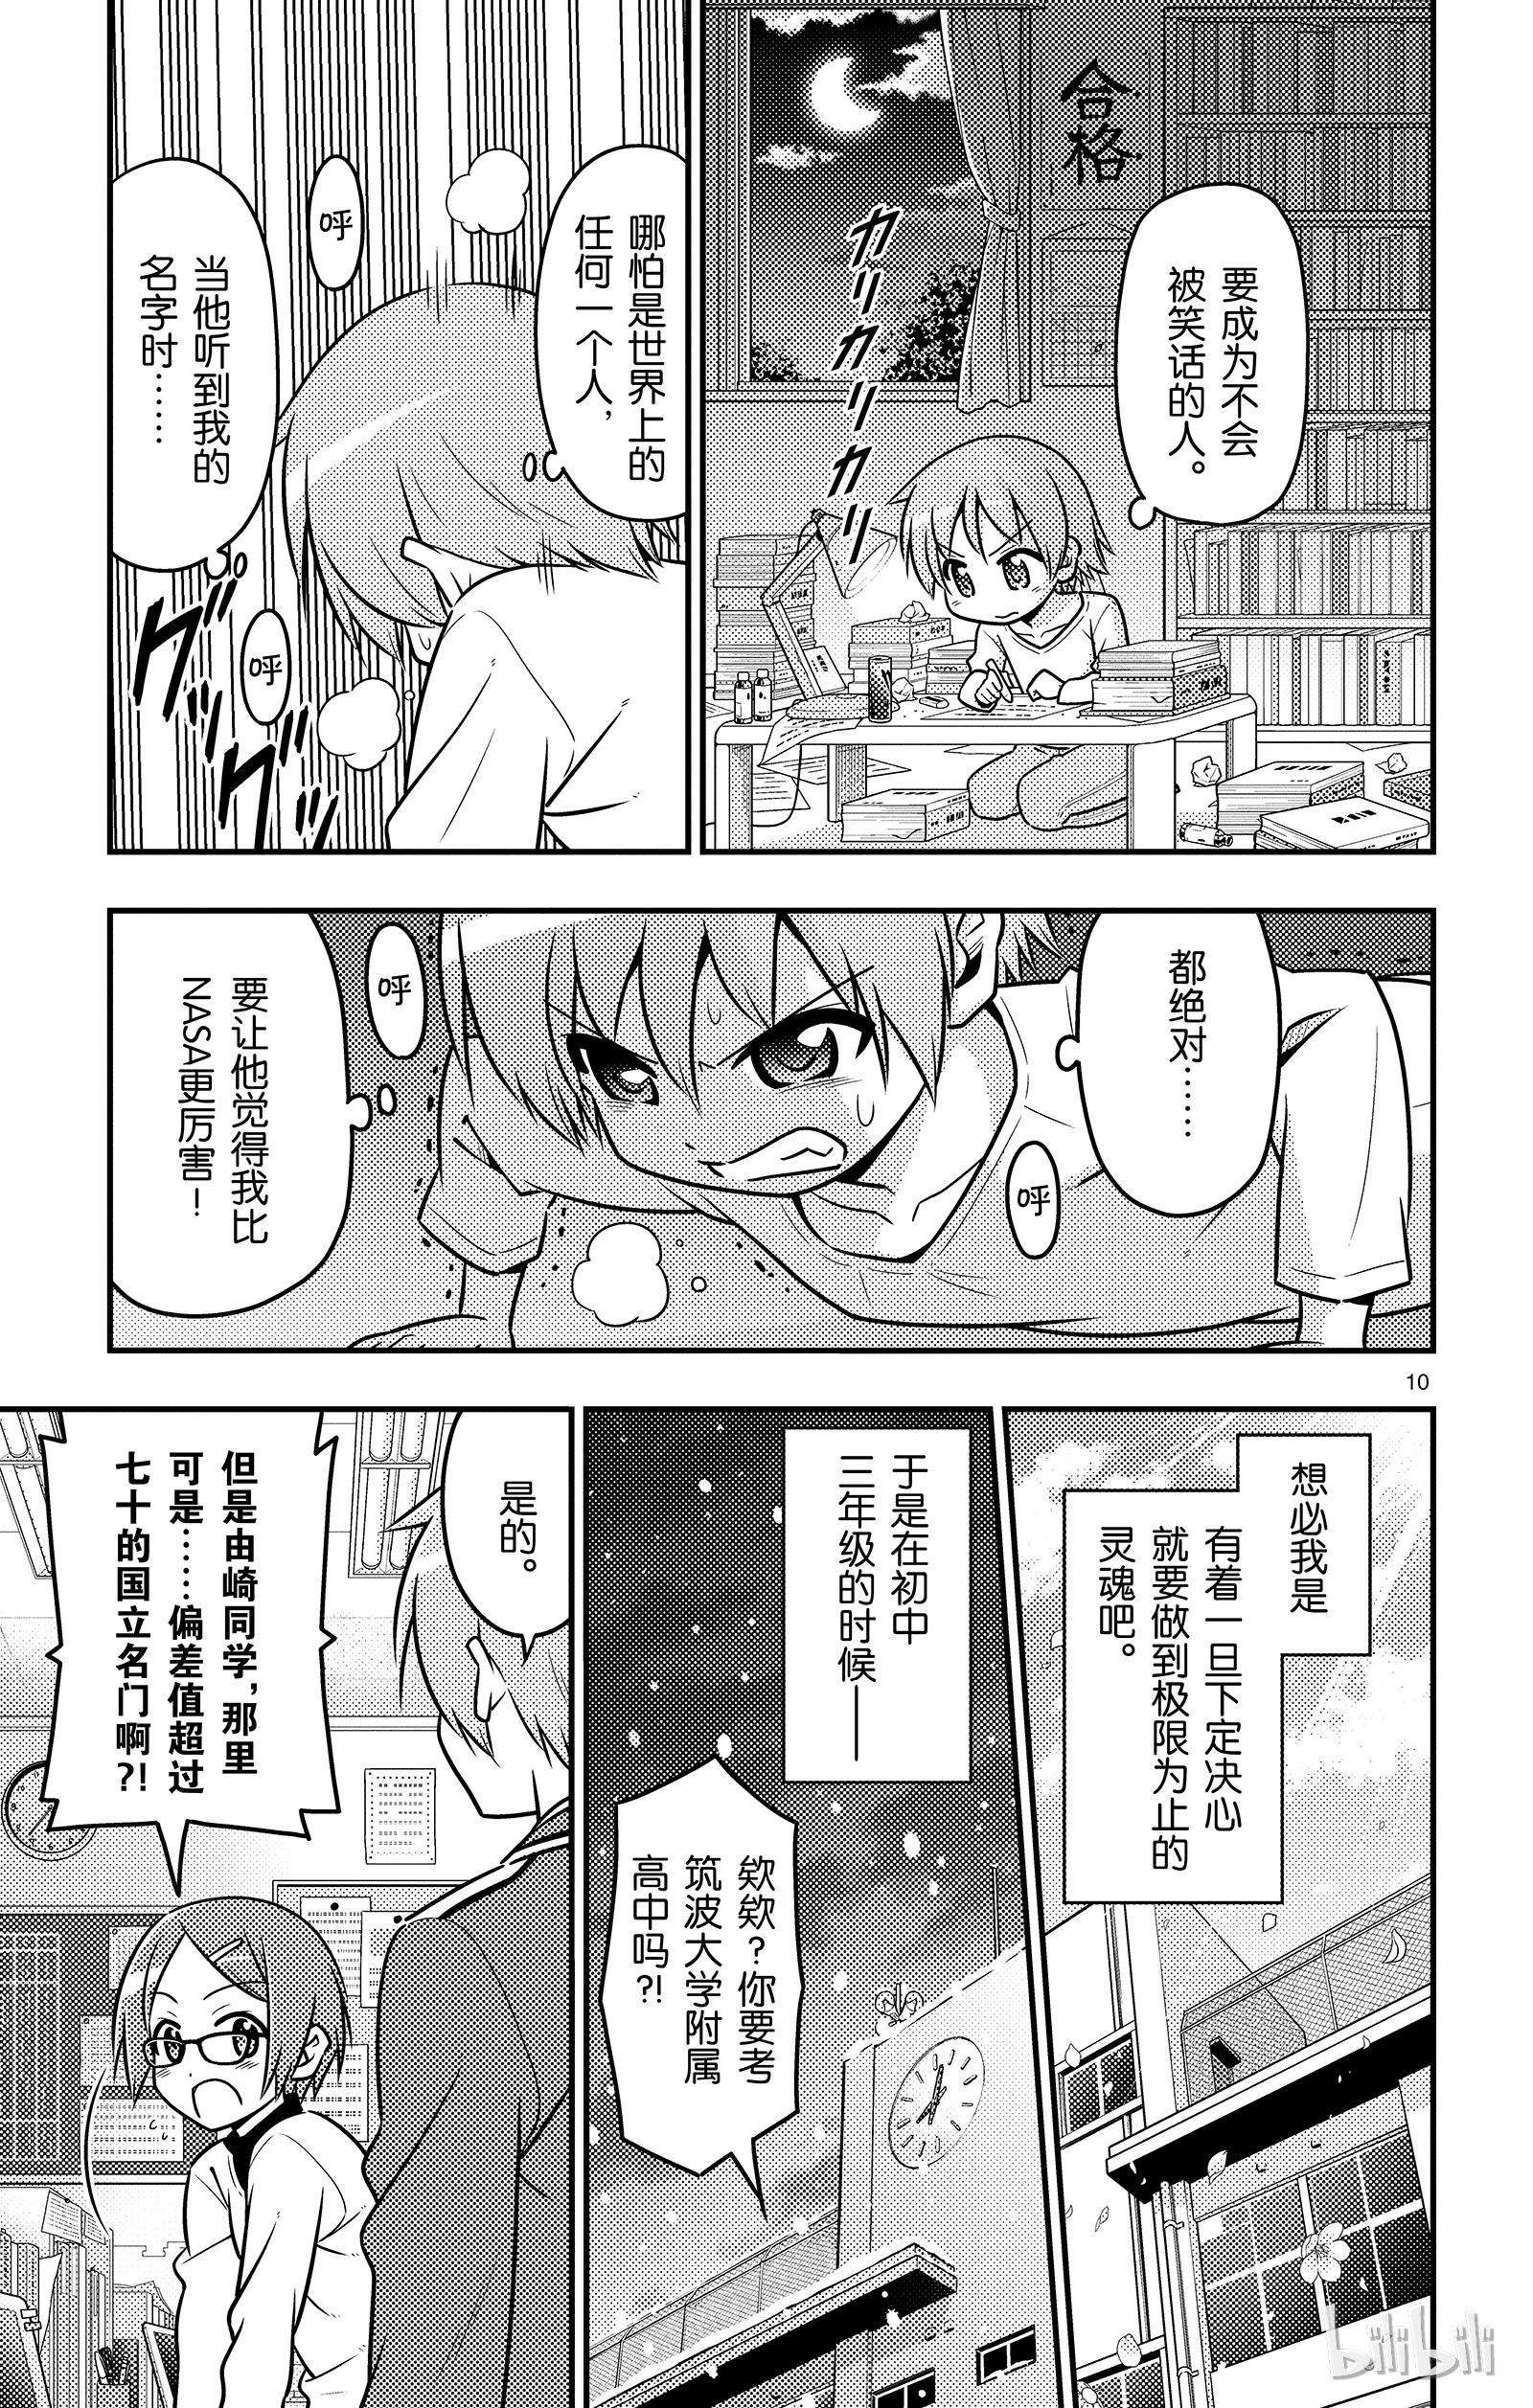 合格
要成为不会
被笑话的人。
カリカリカリカリ
哪怕是世界上的
任何一个人，
呼
当他听到我的
名字时……
呼
グッグッ
都绝对……
呼
呼
要让他觉得我比
NASA更厉害！
10
想必我是
有着一旦下定决心
就要做到极限为止的
灵魂吧。
于是在初中
三年级的时候——
欸欸？你要考
筑波大学附属
高中吗?!
是的。
但是由崎同学，那里
可是……偏差值超过
七十的国立名门啊?!
bilibili